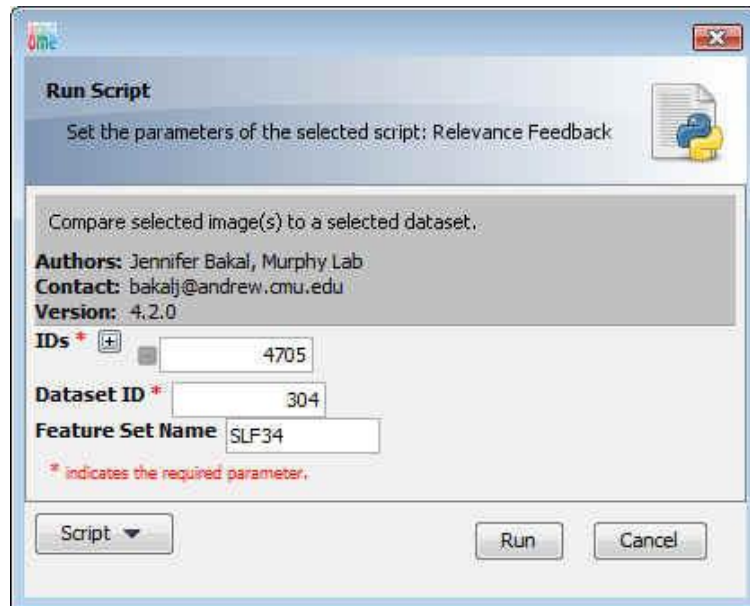 ome
Run Script
Set the parameters of the selected script: Relevance Feedback
Compare selected image(s) to a selected dataset.
Authors: Jennifer Bakal, Murphy Lab
Contact: bakalj@andrew.cmu.edu
Version: 4.2.0
IDs * 4705
Dataset ID * 304
Feature Set Name SLF34
* indicates the required parameter.
Script Run Cancel